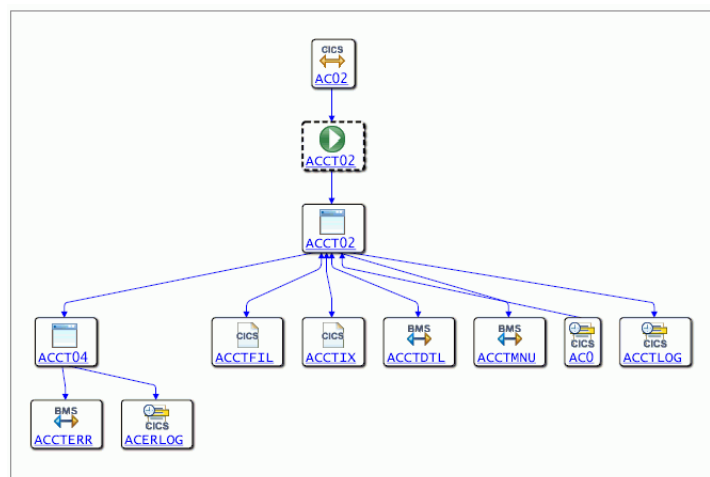 CICS
AC02
ACCT02
ACCT02
ACCT04
CICS
ACCTFIL
CICS
ACCTIX
BMS
ACCTDTL
BMS
ACCTMNU
CICS
AC0
CICS
ACCTLOG
BMS
ACCTERR
CICS
ACERLOG